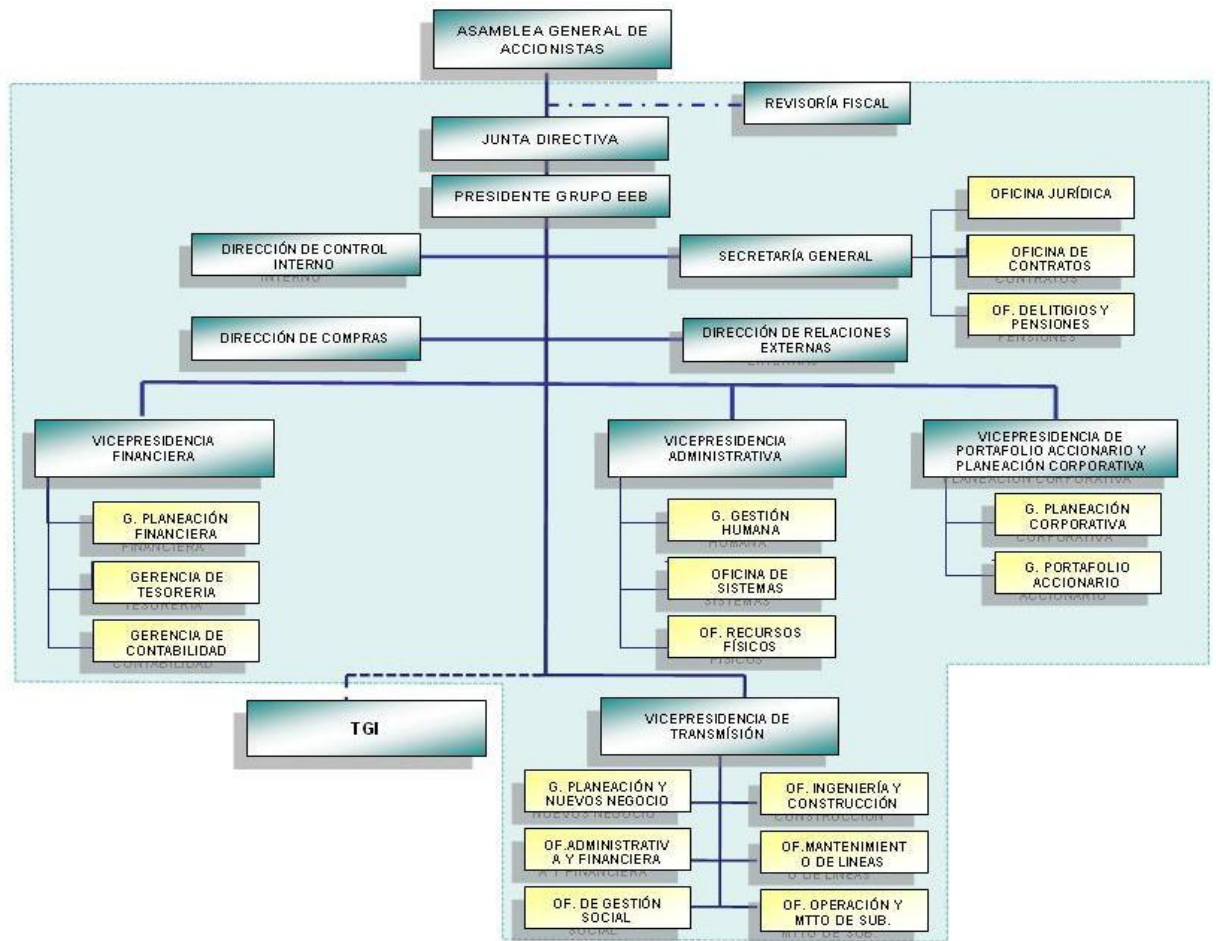 ASAMBLEA GENERAL DE
ACCIONISTAS
REVISORÍA FISCAL
JUNTA DIRECTIVA
PRESIDENTE GRUPO EEB
DIRECCIÓN DE CONTROL
INTERNO
SECRETARÍA GENERAL
OFICINA JURÍDICA
OFICINA DE
CONTRATOS
OF. DE LITIGIOS Y
PENSIONES
DIRECCIÓN DE COMPRAS
DIRECCIÓN DE RELACIONES
EXTERNAS
VICEPRESIDENCIA
FINANCIERA
G. PLANEACIÓN
FINANCIERA
GERENCIA DE
TESORERIA
GERENCIA DE
CONTABILIDAD
VICEPRESIDENCIA
ADMINISTRATIVA
G. GESTIÓN
HUMANA
OFICINA DE
SISTEMAS
OF. RECURSOS
FÍSICOS
VICEPRESIDENCIA DE
PORTAFOLIO ACCIONARIO Y
PLANEACIÓN CORPORATIVA
G. PLANEACIÓN
CORPORATIVA
G. PORTAFOLIO
ACCIONARIO
TGI
VICEPRESIDENCIA DE
TRANSMÍSIÓN
G. PLANEACIÓN Y
NUEVOS NEGOCIO
OF. INGENIERÍA Y
CONSTRUCCIÓN
OF.ADMINISTRATIV
A Y FINANCIERA
OF.MANTENIMIENT
O DE LINEAS
OF. DE GESTIÓN
SOCIAL
OF. OPERACIÓN Y
MTTO DE SUB.